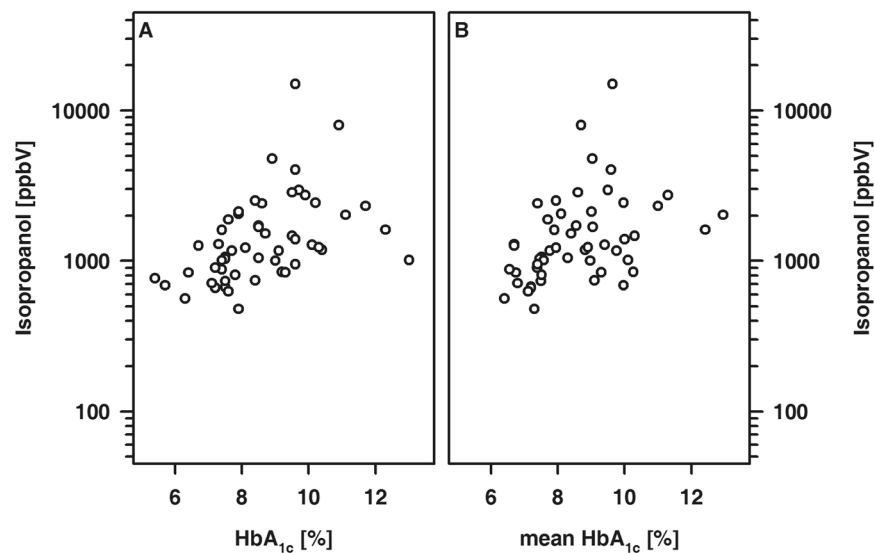 A
B
Isopropanol [ppbV]
10000
1000
100
10000
1000
100
Isopropanol [ppbV]
6 8 10 12
6 8 10 12
HbA1c [%]
mean HbA1c [%]